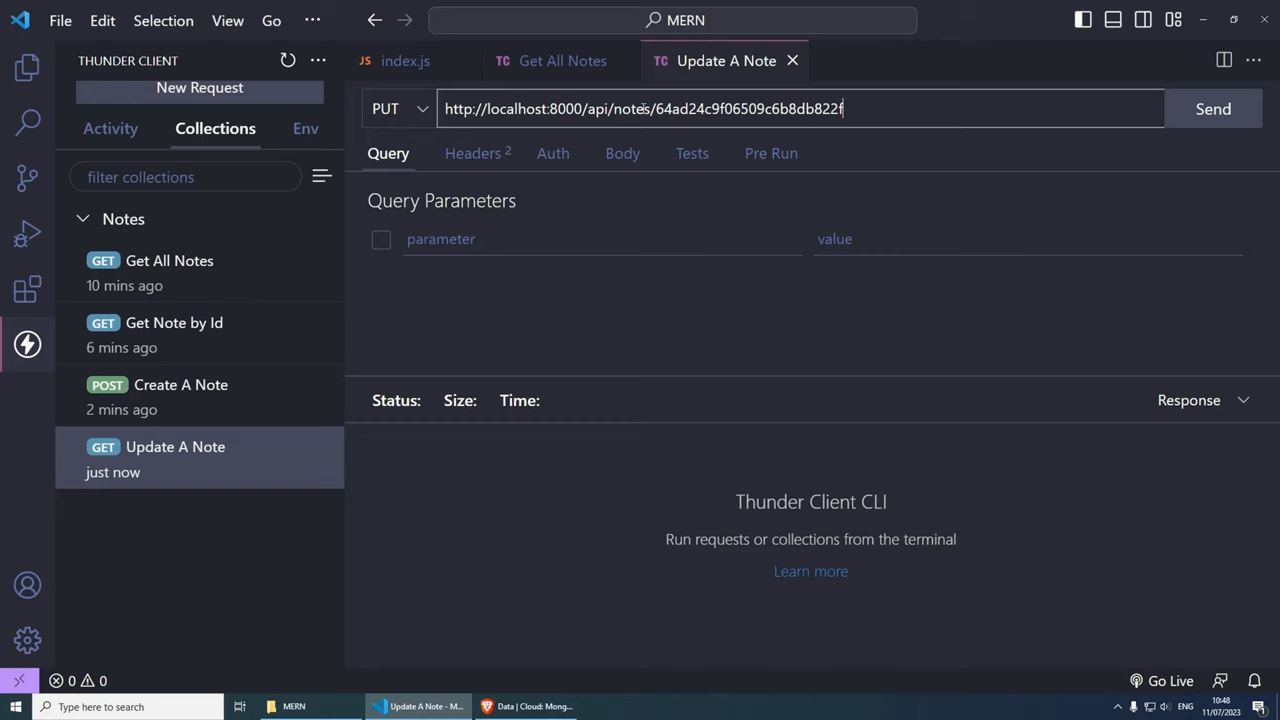 File Edit Selection View Go ··· MERN
THUNDER CLIENT ···
index.js Get All Notes Update A Note
JS TC TC
New Request
Activity Collections Env
filter collections
Notes
GET Get All Notes
10 mins ago
GET Get Note by Id
6 mins ago
POST Create A Note
2 mins ago
GET Update A Note
just now
PUT http://localhost:8000/api/notes/64ad24c9f06509c6b8db822f Send
Query Headers 2 Auth Body Tests Pre Run
Query Parameters
parameter value
Status: Size: Time: Response
Thunder Client CLI
Run requests or collections from the terminal
Learn more
0 0 Go Live
Type here to search MERN Update A Note - M... Data | Cloud: Mong... ENG 10:48
11/07/2023 1